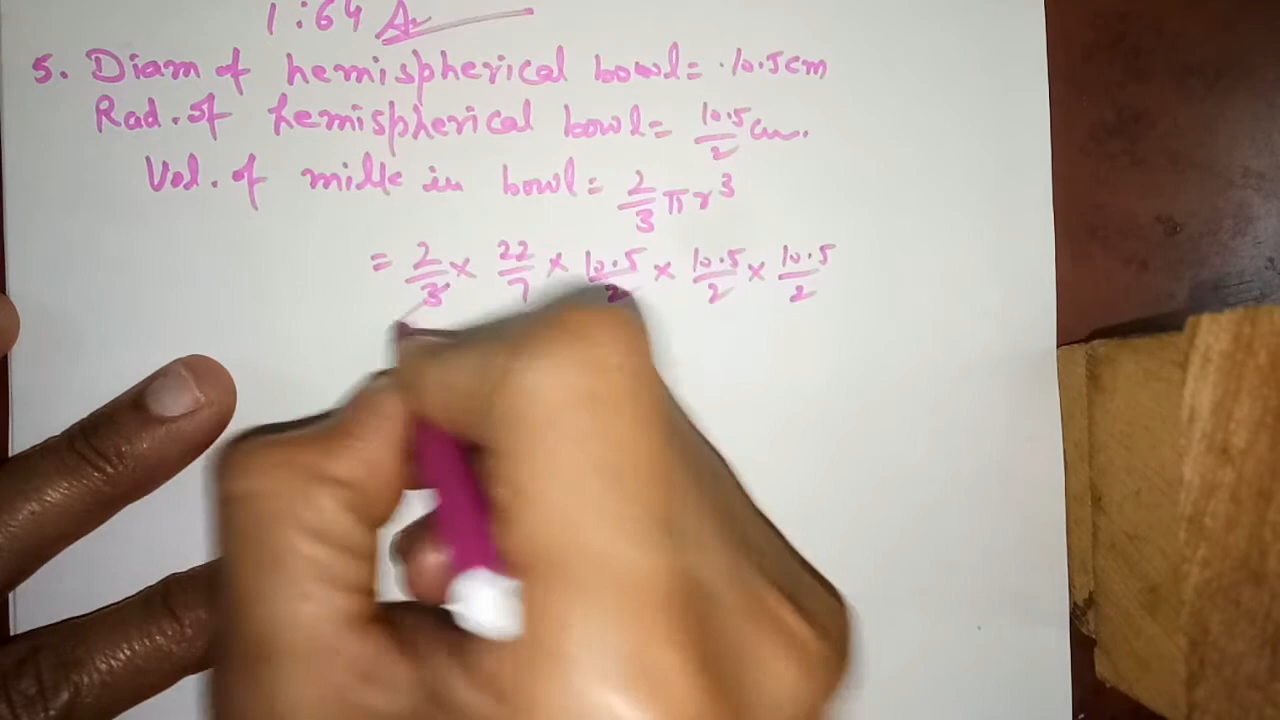 1:64 Ar
5. Diam of hemispherical bowl = 10.5cm
Rad. of hemispherical bowl = 10.5/2 cm.
Vol. of milk in bowl = 2/3 πr³
= 2/3 × 22/7 × 10.5/2 × 10.5/2 × 10.5/2